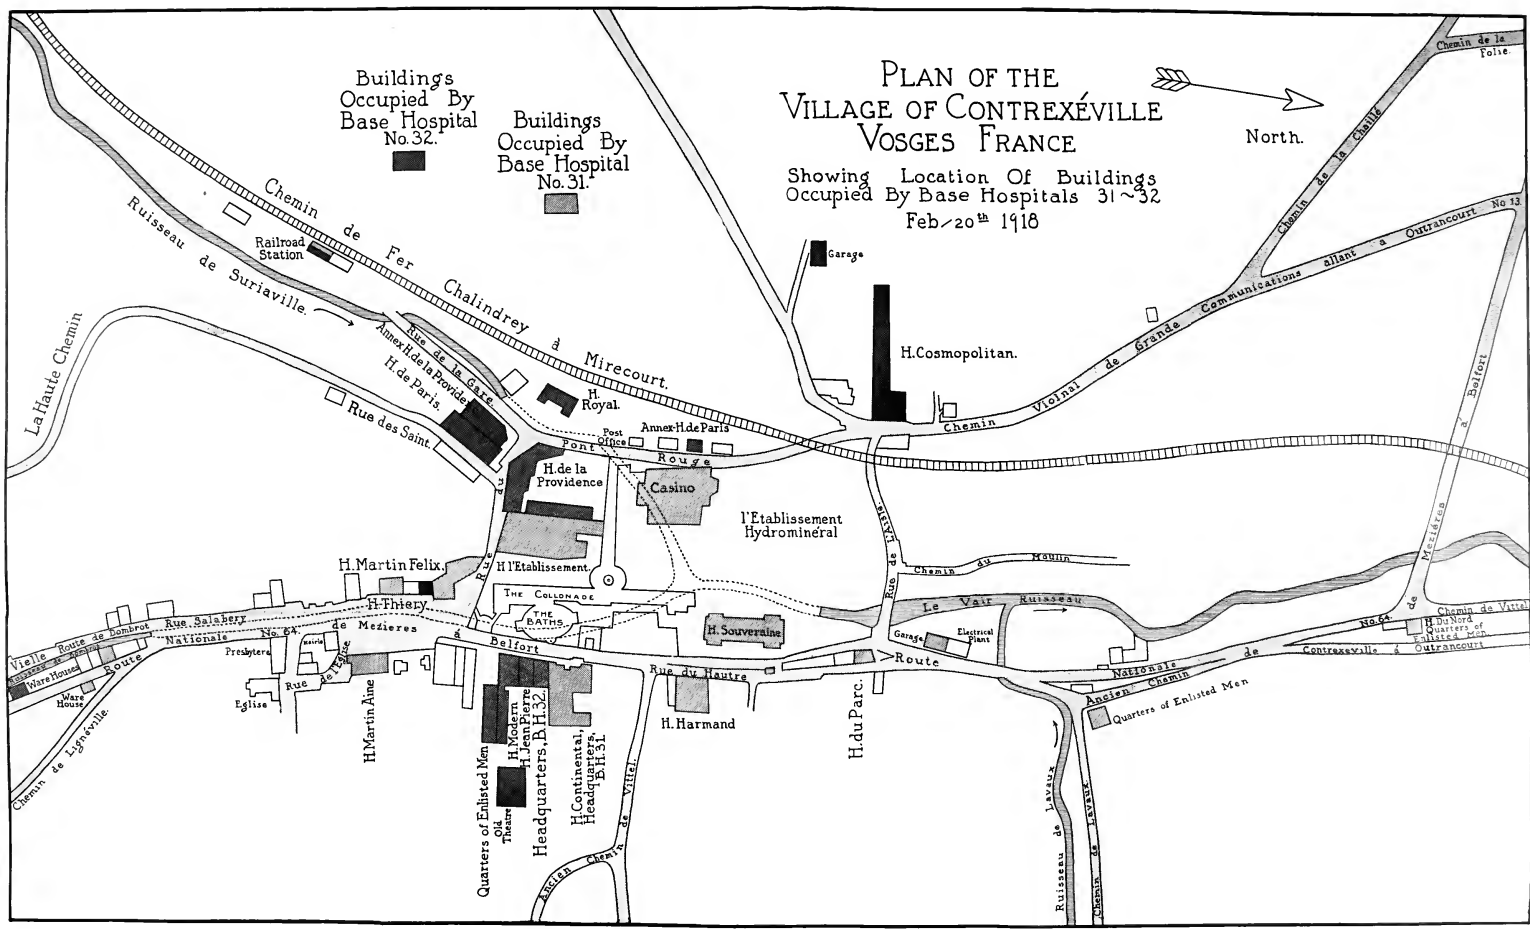 PLAN OF THE
VILLAGE OF CONTREXÉVILLE
VOSGES FRANCE
Showing Location Of Buildings
Occupied By Base Hospitals 31~32
Feb/20th 1918
North.
Buildings
Occupied By
Base Hospital
No. 32.
Buildings
Occupied By
Base Hospital
No. 31.
Chemin de la
Folie.
Chemin de la Chaillé
Chemin Violnal de Grande Communications allant a Outrancourt No 13.
Mezières à Belfort
Chemin de Fer Chalindrey à Mirecourt.
Ruisseau de Suriaville.
Railroad
Station
La Haute Chemin
Rue de la Gare.
Annex H. de la Provide
H. de Paris.
Rue des Saint.
H.
Royal.
Post
Office
Annex-H. de Paris
Rue du Pont Rouge
Garage
H. Cosmopolitan.
H. de la
Providence
Casino
l'Etablissement
Hydrominéral
H l'Etablissement.
H. Martin Felix.
H. Thiery
THE COLLONADE
THE
BATHS
H. Souveraine
Rue de L'Aisle.
Chemin du Moulin
Le Vair Ruisseau
Garage
Electrical
Plant
Vielle Route de Dombrot
Rue Salabery
Route Nationale No. 64. de Mezieres á Belfort
Ware Houses
Ware
House
Presbytere
Mairie
Eglise
Rue de l'Eglise
H. Martin Aine
Chemin de Lignéville.
Quarters of Enlisted Men
Old
Theatre
H. Modern
H. Jean Pierre
Headquarters, B.H. 32.
H. Continental,
Headquarters,
B.H. 31
Rue du Hautre
H. Harmand
Chemin de Vittel.
Ancien Chemin
H. du Parc.
Route Nationale No. 64. de
Ancien Chemin de
Contrexeville á Outrancourt
Chemin de Vittel
H. Du Nord
Quarters of
Enlisted Men
Quarters of Enlisted Men
Ruisseau de Lavaux
Chemin de Lavaux